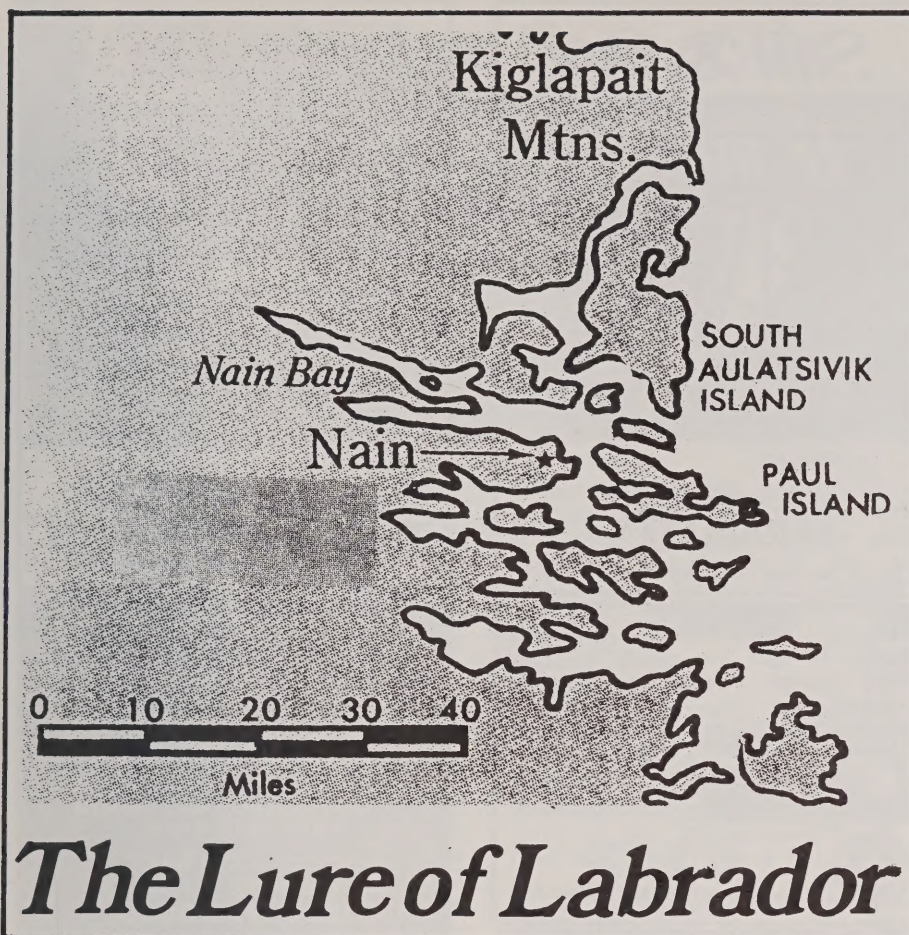 Kiglapait
Mtns.
SOUTH
AULATSIVIK
ISLAND
Nain Bay
Nain
PAUL
ISLAND
0 10 20 30 40
Miles
The Lure of Labrador